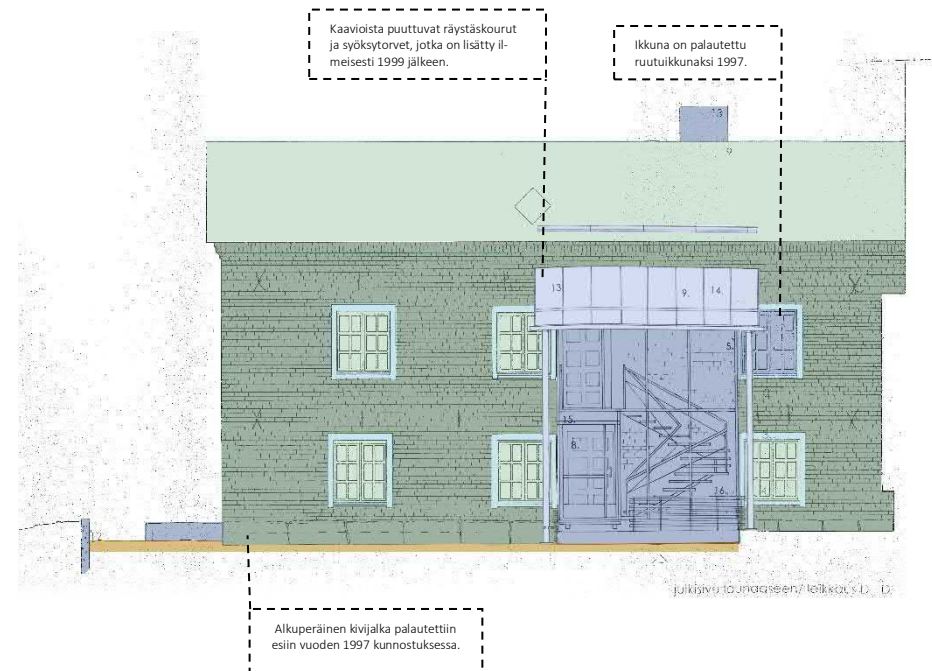 Kaavioista puuttuvat räystäskourut
ja syöksytorvet, jotka on lisätty il-
meisesti 1999 jälkeen.
Ikkuna on palautettu
ruutuikkunaksi 1997.
13
9
13
9.
14.
5.
15.
8.
16.
julkisivu lounaaseen/ leikkaus D D
Alkuperäinen kivijalka palautettiin
esiin vuoden 1997 kunnostuksessa.